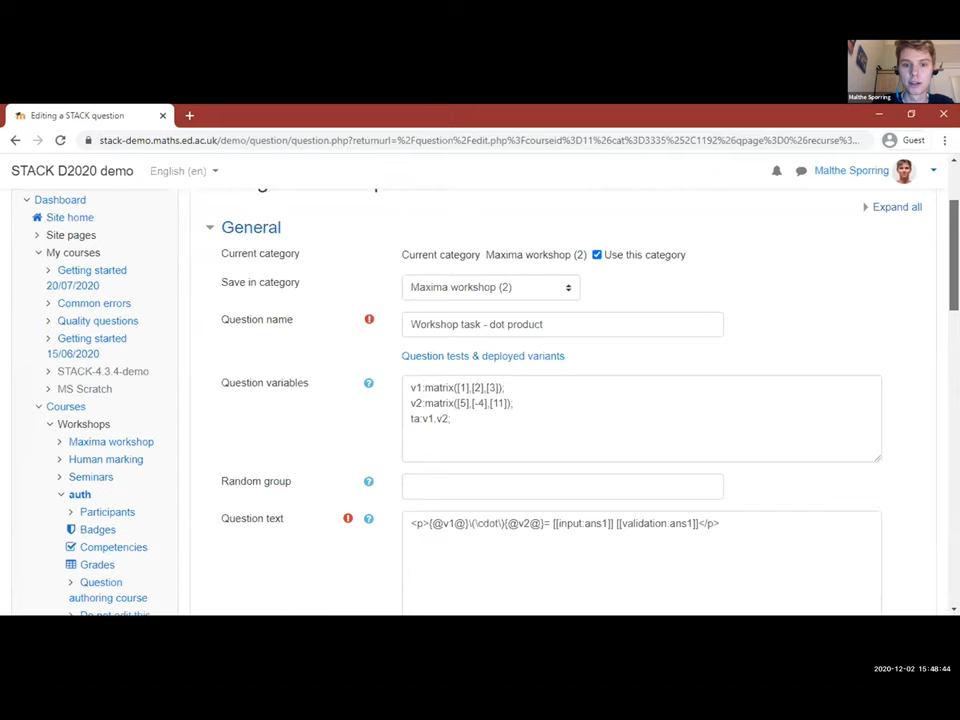 Malthe Sporring
Editing a STACK question
stack-demo.maths.ed.ac.uk/demo/question/question.php?returnurl=%2Fquestion%2Fedit.php%3Fcourseid%3D11%26cat%3D3335%252C1192%26qpage%3D0%26recurse%3...
Guest
STACK D2020 demo
English (en)
Malthe Sporring
Dashboard
Site home
Site pages
My courses
Getting started
20/07/2020
Common errors
Quality questions
Getting started
15/06/2020
STACK-4.3.4-demo
MS Scratch
Courses
Workshops
Maxima workshop
Human marking
Seminars
auth
Participants
Badges
Competencies
Grades
Question
authoring course
Do not edit this
Expand all
General
Current category
Current category Maxima workshop (2) Use this category
Save in category
Maxima workshop (2)
Question name
Workshop task - dot product
Question tests & deployed variants
Question variables
v1:matrix([1],[2],[3]);
v2:matrix([5],[-4],[11]);
ta:v1.v2;
Random group
Question text
<p>{@v1@}\(\cdot\){@v2@}= [[input:ans1]] [[validation:ans1]]</p>
2020-12-02 15:48:44